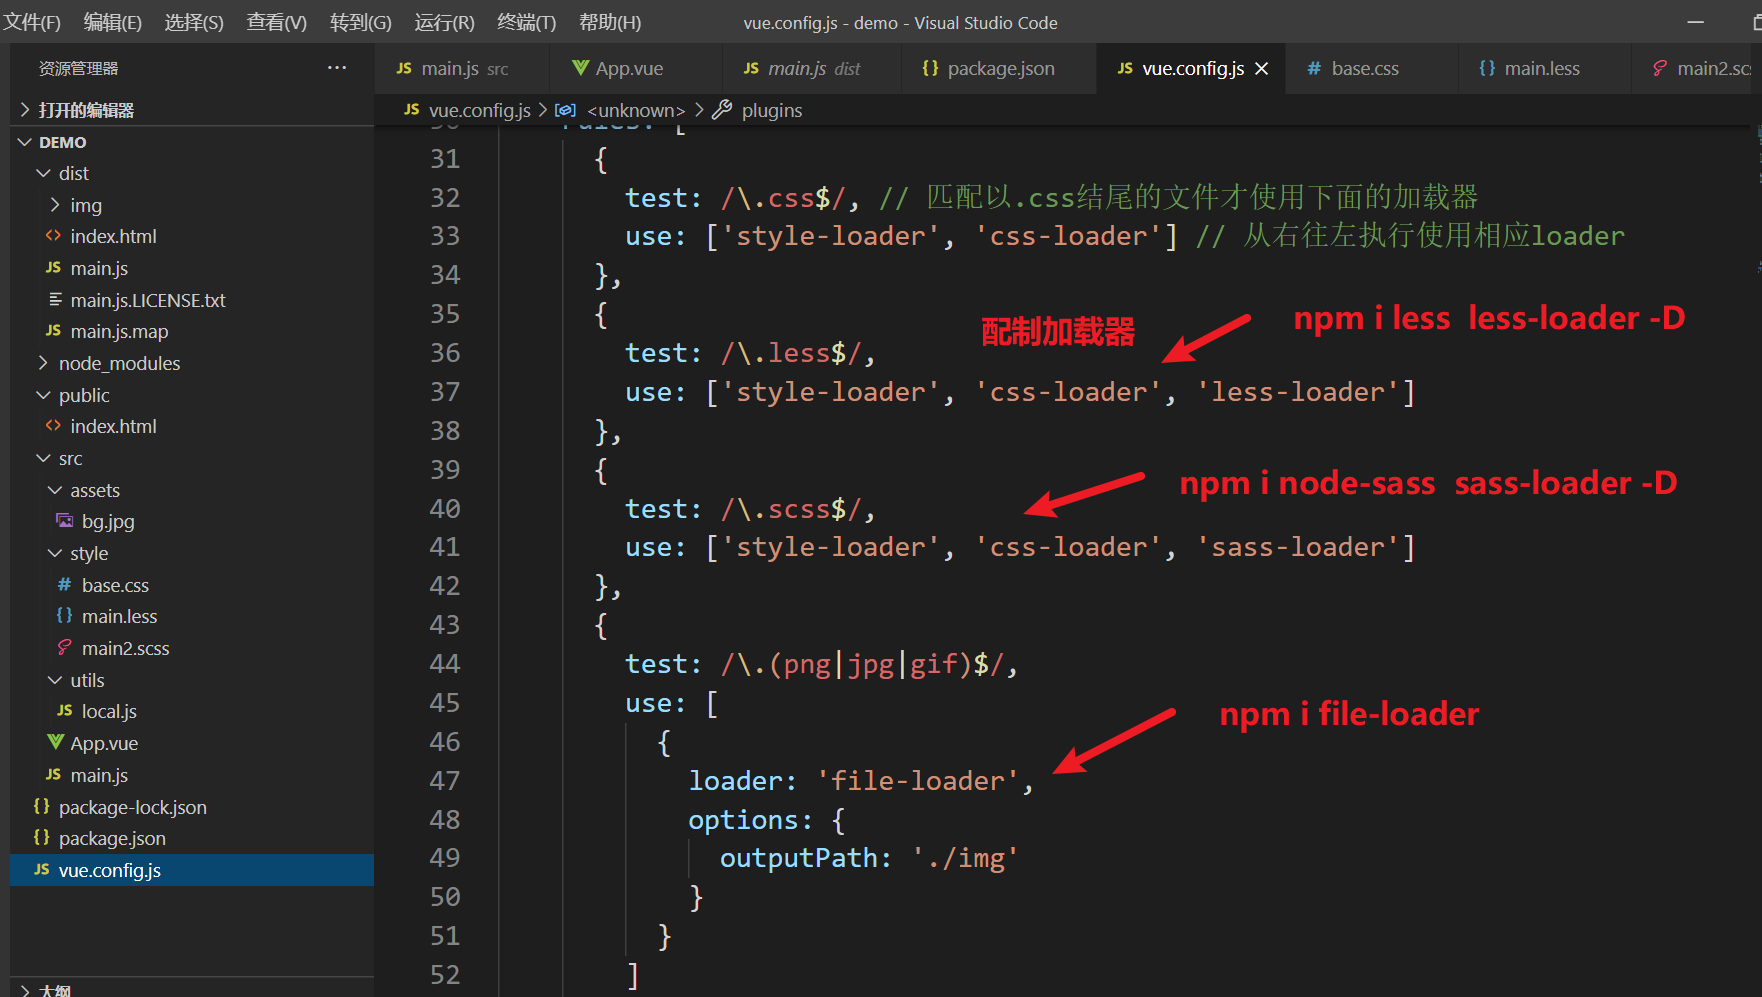 文件(F) 编辑(E) 选择(S) 查看(V) 转到(G) 运行(R) 终端(T) 帮助(H) vue.config.js - demo - Visual Studio Code
资源管理器 ···
打开的编辑器
DEMO
dist
img
index.html
main.js
main.js.LICENSE.txt
main.js.map
node_modules
public
index.html
src
assets
bg.jpg
style
base.css
main.less
main2.scss
utils
local.js
App.vue
main.js
package-lock.json
package.json
vue.config.js
大纲
JS main.js src App.vue JS main.js dist {} package.json JS vue.config.js # base.css {} main.less main2.sc
JS vue.config.js > <unknown> > plugins
30 rules: [
31 {
32 test: /\.css$/, // 匹配以.css结尾的文件才使用下面的加载器
33 use: ['style-loader', 'css-loader'] // 从右往左执行使用相应loader
34 },
35 {
配制加载器 npm i less less-loader -D
36 test: /\.less$/,
37 use: ['style-loader', 'css-loader', 'less-loader']
38 },
39 {
npm i node-sass sass-loader -D
40 test: /\.scss$/,
41 use: ['style-loader', 'css-loader', 'sass-loader']
42 },
43 {
44 test: /\.(png|jpg|gif)$/,
45 use: [
npm i file-loader
46 {
47 loader: 'file-loader',
48 options: {
49 outputPath: './img'
50 }
51 }
52 ]